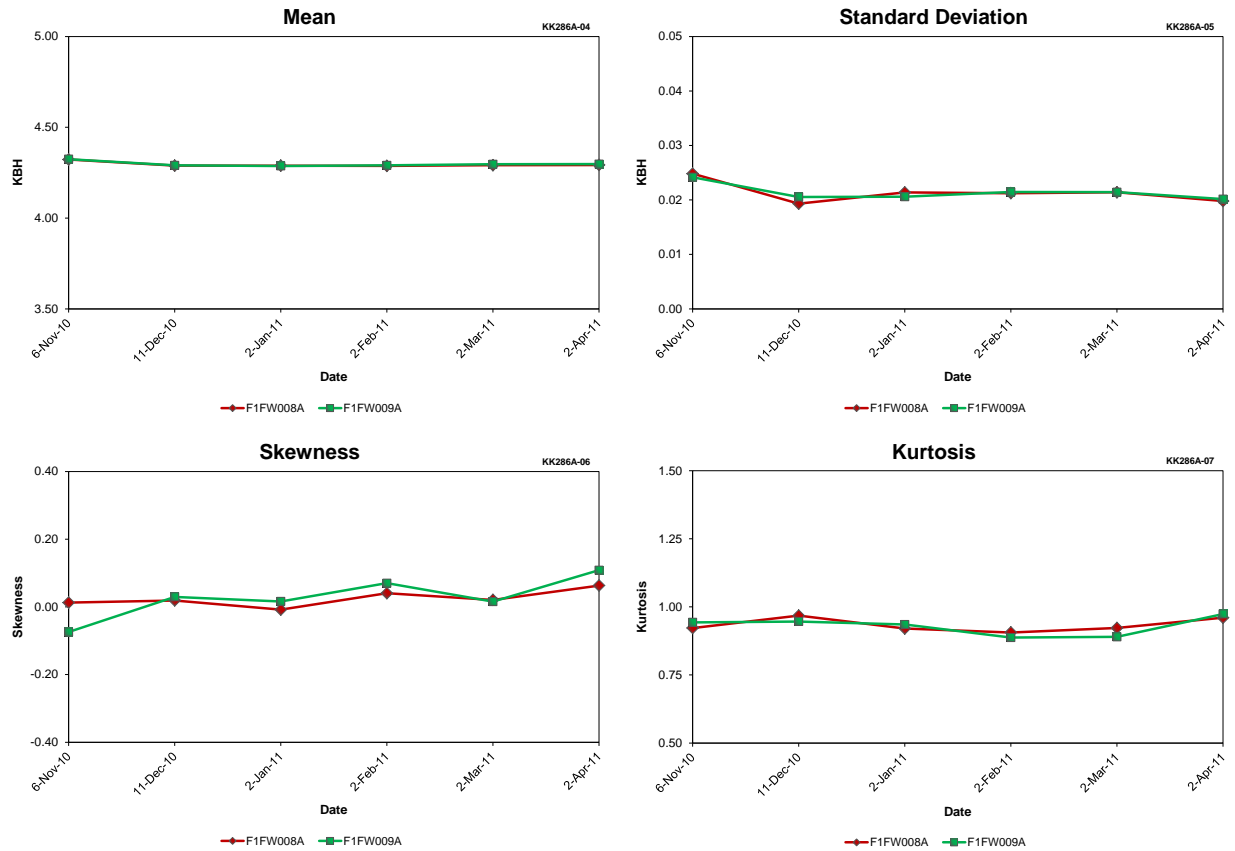 Mean
KK286A-04
5.00
4.50
4.00
3.50
KBH
6-Nov-10
11-Dec-10
2-Jan-11
2-Feb-11
2-Mar-11
2-Apr-11
Date
F1FW008A F1FW009A
Standard Deviation
KK286A-05
0.05
0.04
0.03
0.02
0.01
0.00
KBH
6-Nov-10
11-Dec-10
2-Jan-11
2-Feb-11
2-Mar-11
2-Apr-11
Date
F1FW008A F1FW009A
Skewness
KK286A-06
0.40
0.20
0.00
-0.20
-0.40
Skewness
6-Nov-10
11-Dec-10
2-Jan-11
2-Feb-11
2-Mar-11
2-Apr-11
Date
F1FW008A F1FW009A
Kurtosis
KK286A-07
1.50
1.25
1.00
0.75
0.50
Kurtosis
6-Nov-10
11-Dec-10
2-Jan-11
2-Feb-11
2-Mar-11
2-Apr-11
Date
F1FW008A F1FW009A